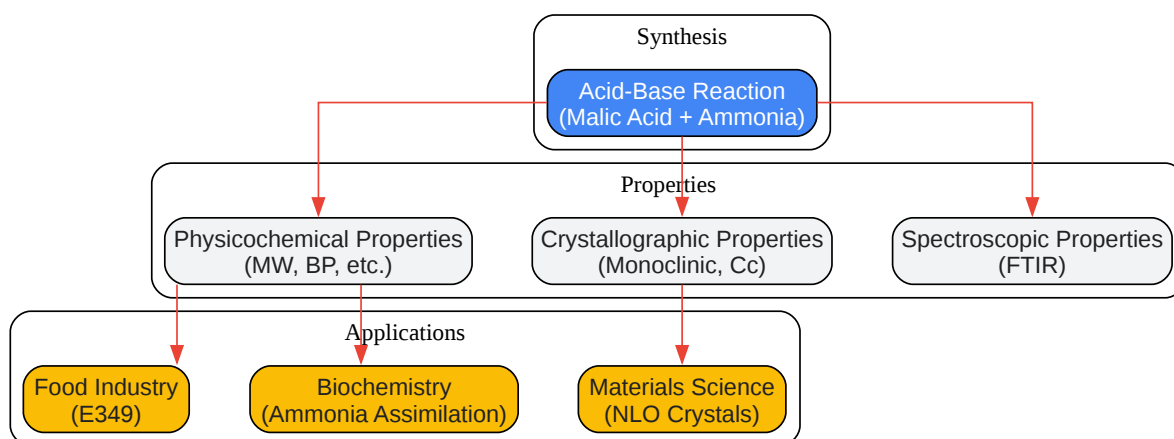 Synthesis
Acid-Base Reaction
(Malic Acid + Ammonia)
Properties
Physicochemical Properties
(MW, BP, etc.)
Crystallographic Properties
(Monoclinic, Cc)
Spectroscopic Properties
(FTIR)
Applications
Food Industry
(E349)
Biochemistry
(Ammonia Assimilation)
Materials Science
(NLO Crystals)